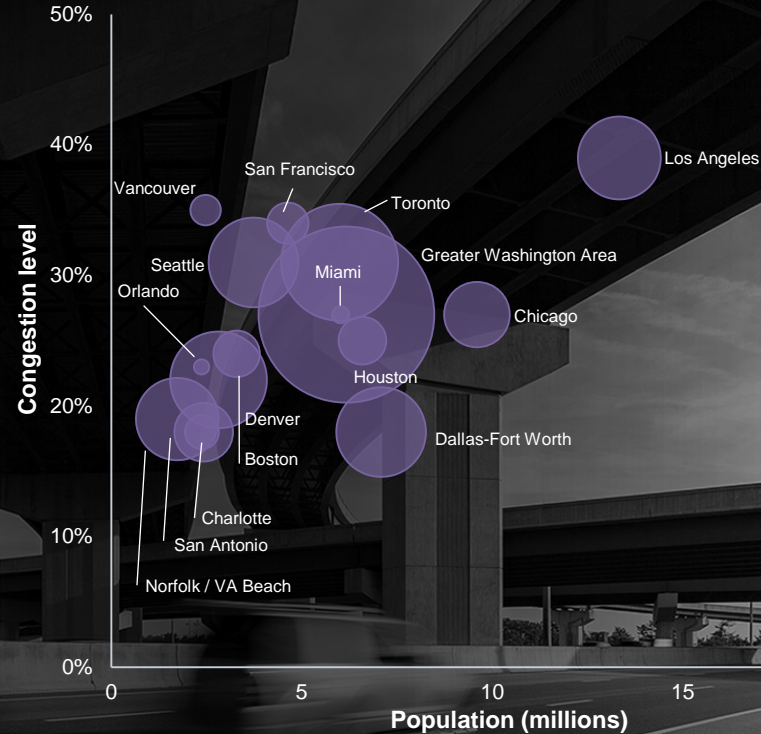 50%
40%
30%
20%
10%
0%
Congestion level
Los Angeles
San Francisco
Vancouver
Toronto
Greater Washington Area
Seattle
Miami
Orlando
Chicago
Houston
Denver
Dallas-Fort Worth
Boston
Charlotte
San Antonio
Norfolk / VA Beach
0 5 10 15
Population (millions)